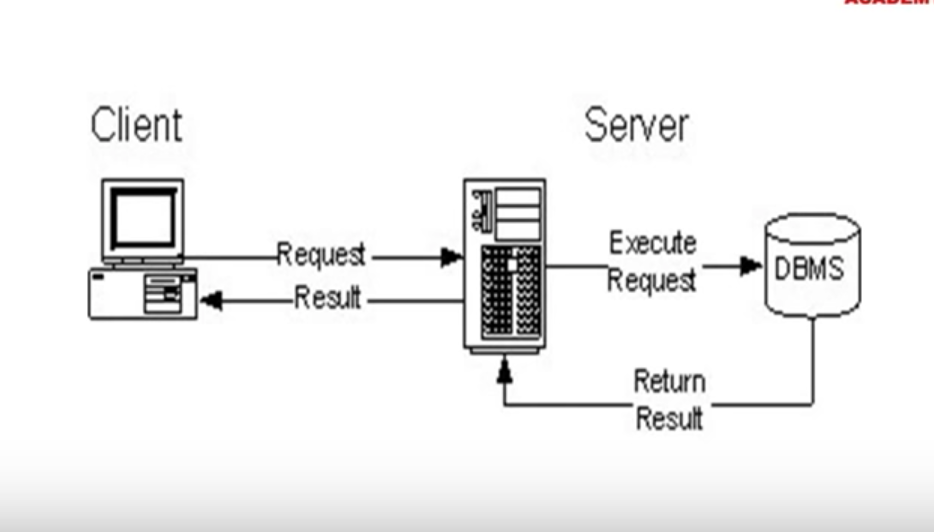 Client
Server
Request
Result
Execute
Request
DBMS
Return
Result